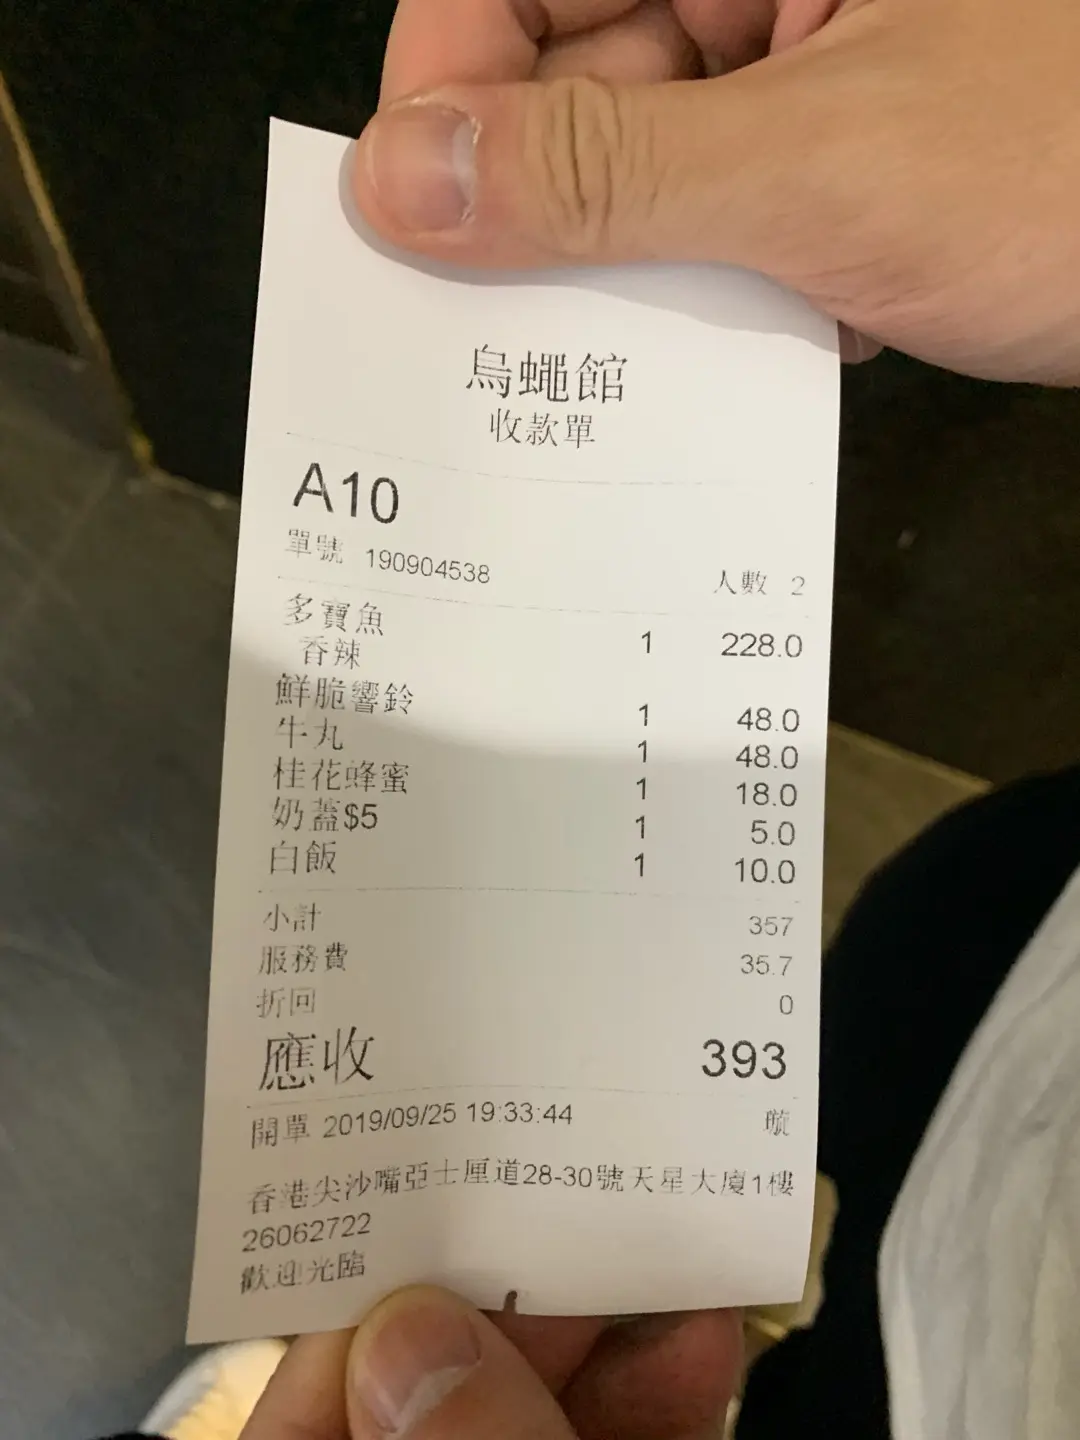 烏蠅館
收款單
A10
單號 190904538 人數 2
多寶魚 1 228.0
香辣
鮮脆響鈴 1 48.0
牛丸 1 48.0
桂花蜂蜜 1 18.0
奶蓋$5 1 5.0
白飯 1 10.0
小計 357
服務費 35.7
折回 0
應收 393
開單 2019/09/25 19:33:44 璇
香港尖沙嘴亞士厘道28-30號天星大廈1樓
26062722
歡迎光臨